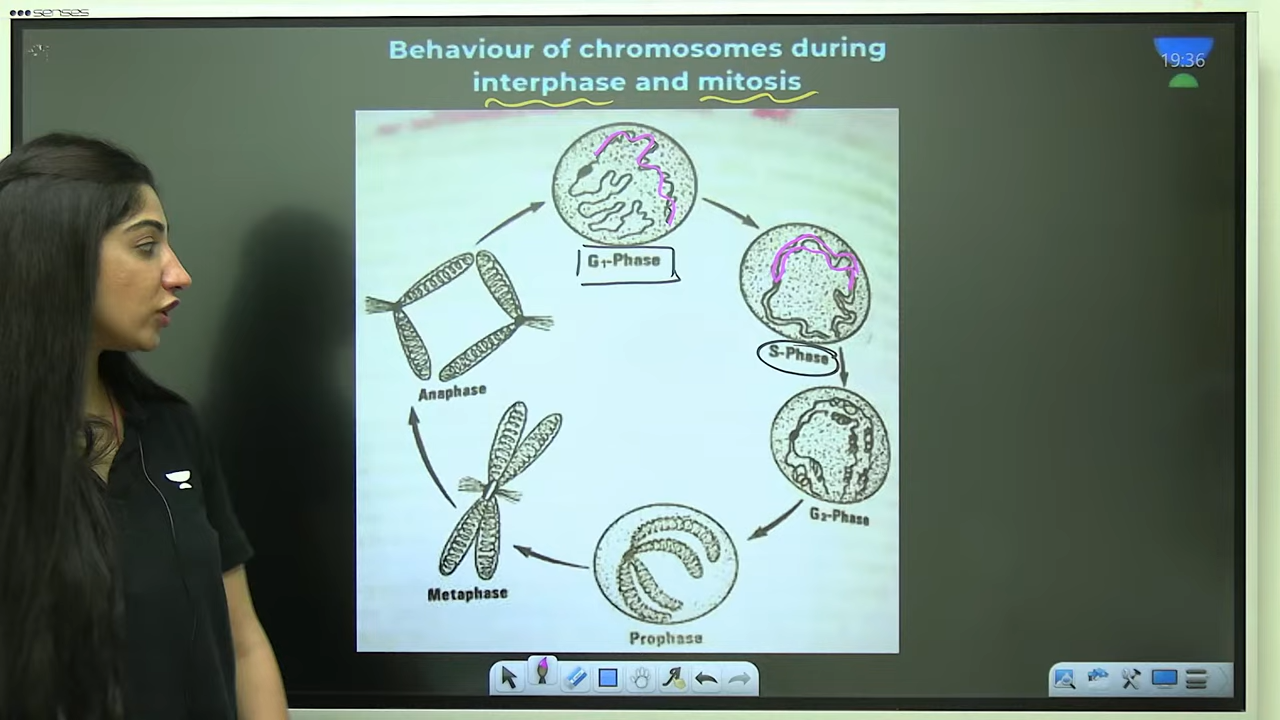 senses
Behaviour of chromosomes during
interphase and mitosis
19:36
G₁-Phase
S-Phase
Anaphase
G₂-Phase
Metaphase
Prophase